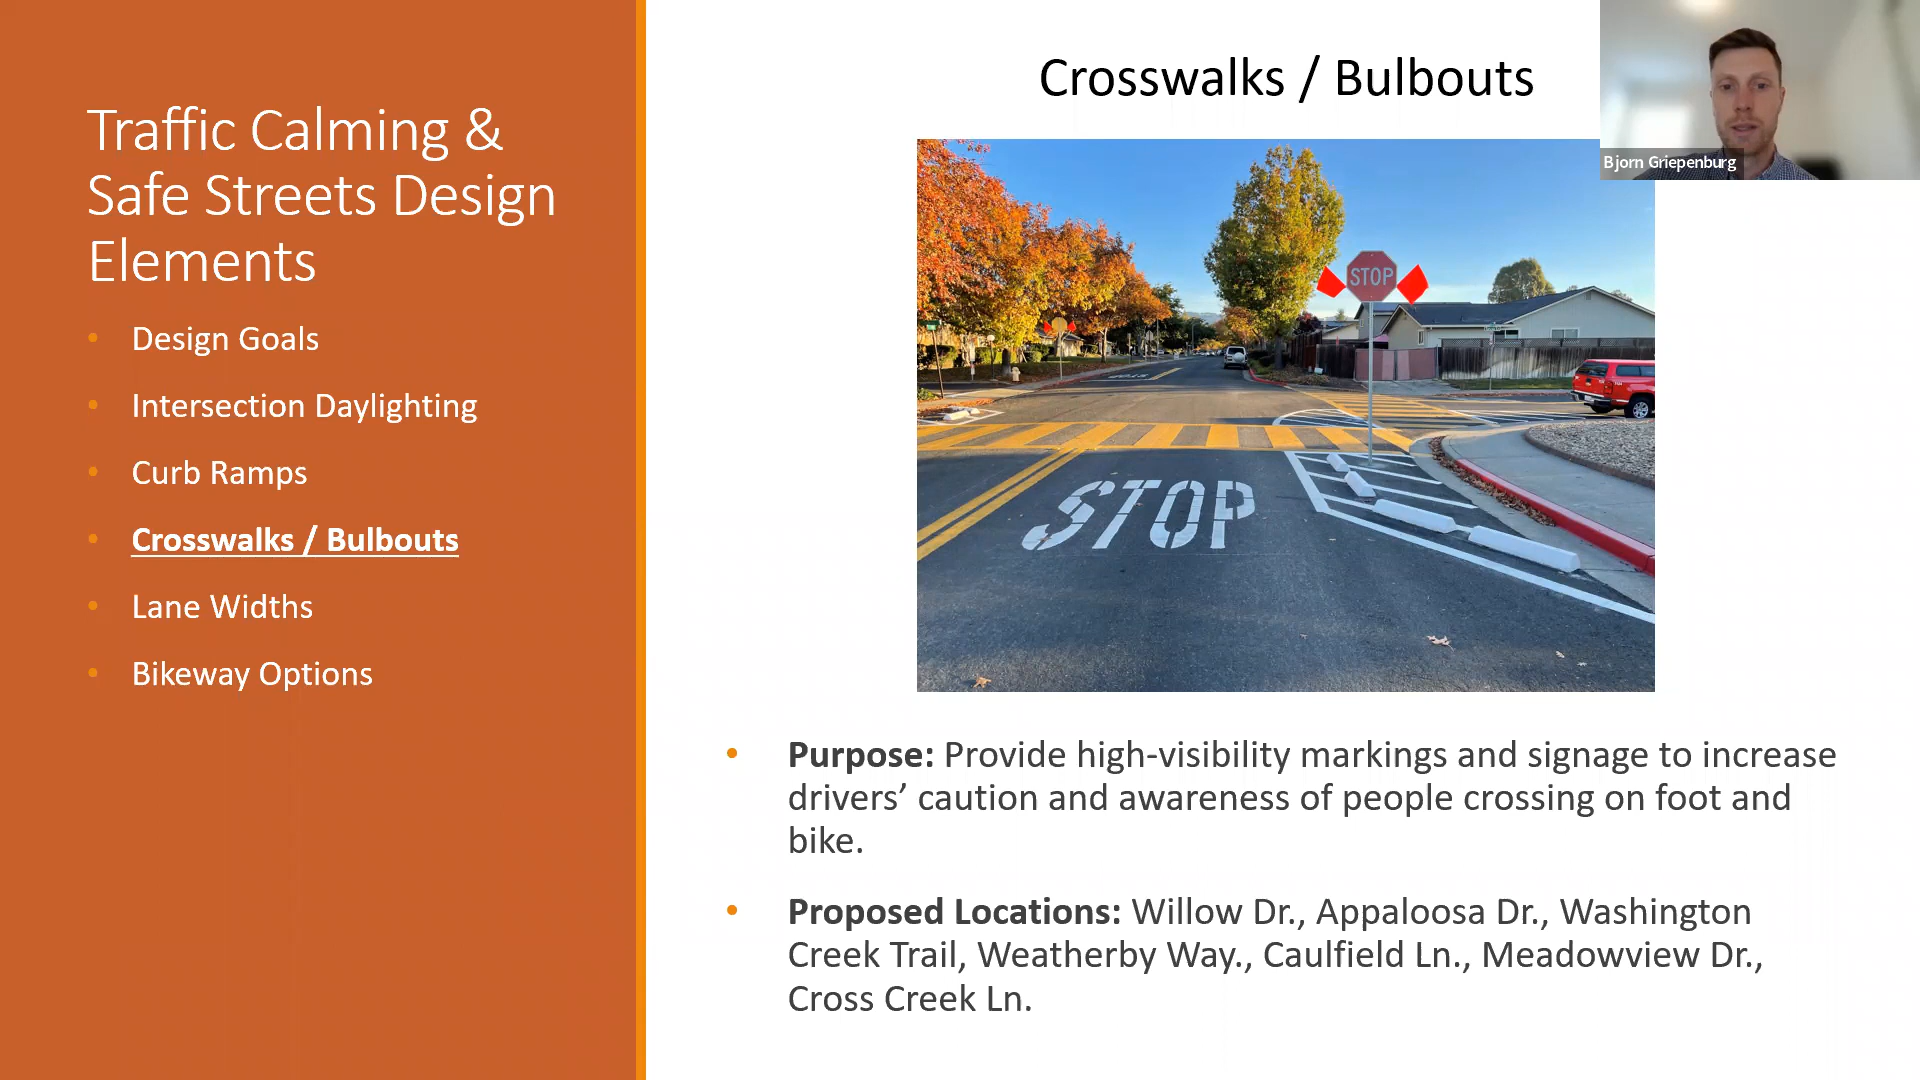 Traffic Calming &
Safe Streets Design
Elements
• Design Goals
• Intersection Daylighting
• Curb Ramps
• Crosswalks / Bulbouts
• Lane Widths
• Bikeway Options
Crosswalks / Bulbouts
STOP
STOP
STOP
Bjorn Griepenburg
• Purpose: Provide high-visibility markings and signage to increase
drivers’ caution and awareness of people crossing on foot and
bike.
• Proposed Locations: Willow Dr., Appaloosa Dr., Washington
Creek Trail, Weatherby Way., Caulfield Ln., Meadowview Dr.,
Cross Creek Ln.